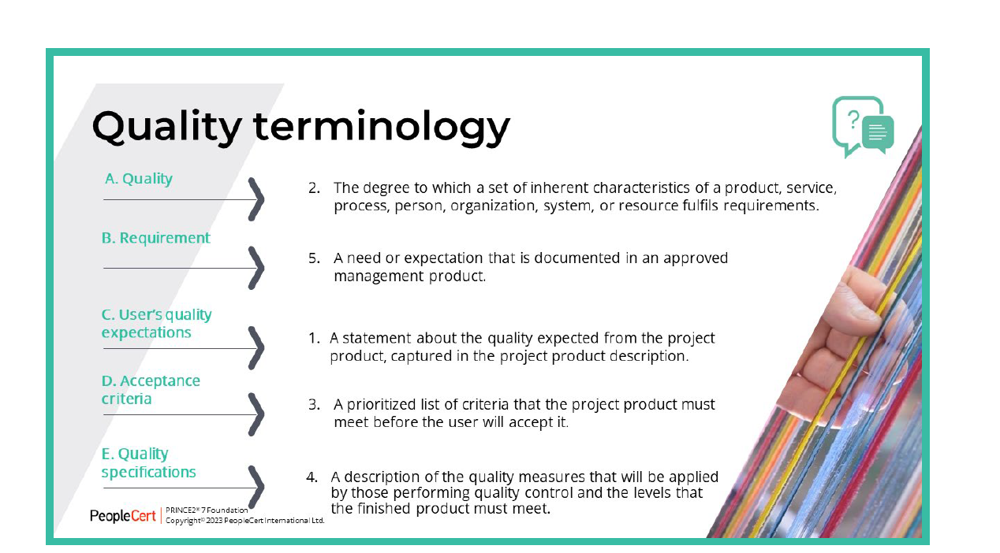 Quality terminology
?
A. Quality
2. The degree to which a set of inherent characteristics of a product, service,
process, person, organization, system, or resource fulfils requirements.
B. Requirement
5. A need or expectation that is documented in an approved
management product.
C. User’s quality
expectations
1. A statement about the quality expected from the project
product, captured in the project product description.
D. Acceptance
criteria
3. A prioritized list of criteria that the project product must
meet before the user will accept it.
E. Quality
specifications
4. A description of the quality measures that will be applied
by those performing quality control and the levels that
the finished product must meet.
PeopleCert
PRINCE2® 7 Foundation
Copyright© 2023 PeopleCert International Ltd.